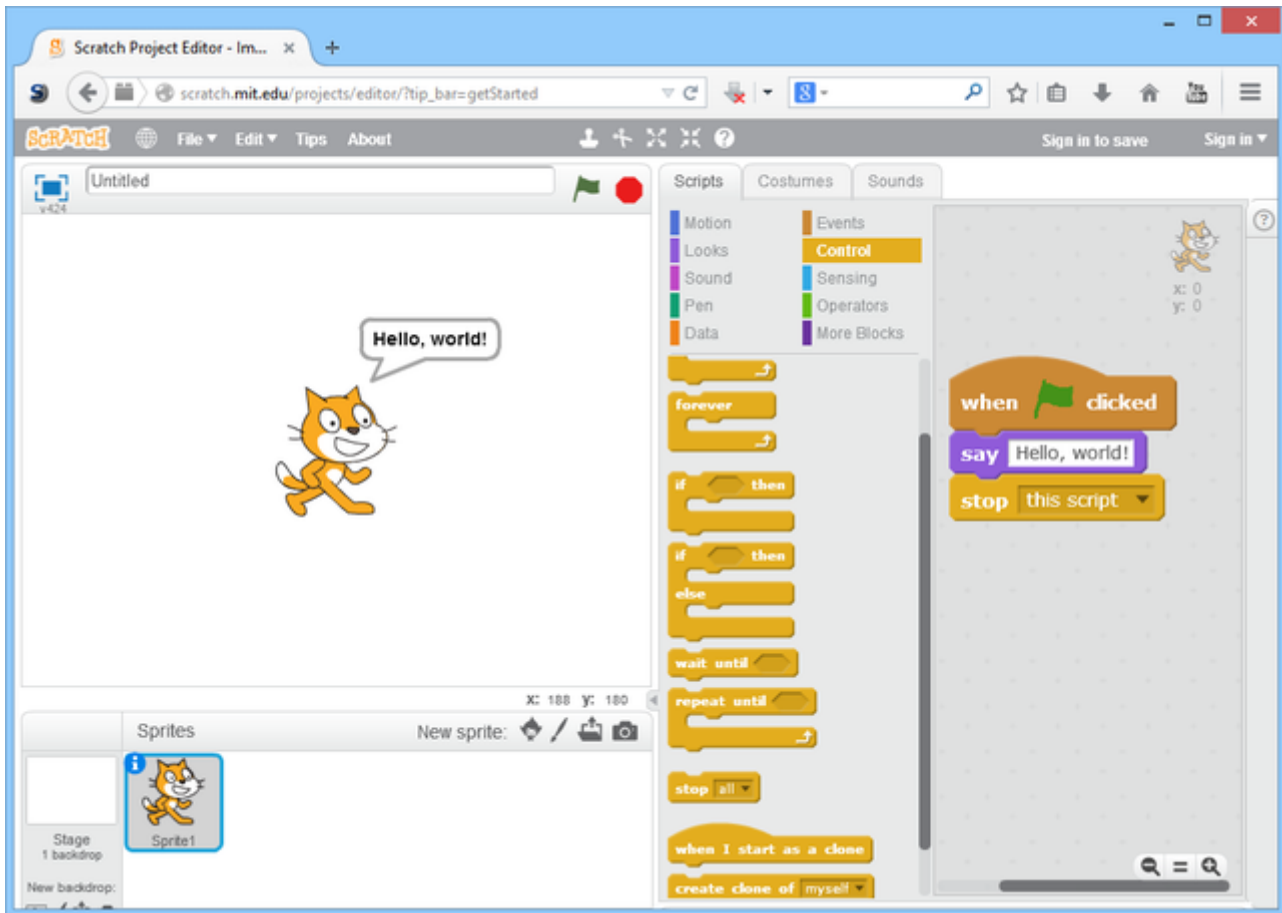 Scratch Project Editor - Im...
scratch.mit.edu/projects/editor/?tip_bar=getStarted
SCRATCH File Edit Tips About Sign in to save Sign in
Untitled
v424
Scripts Costumes Sounds
Motion Events
Looks Control
Sound Sensing
Pen Operators
Data More Blocks
x: 0
y: 0
Hello, world!
when clicked
say Hello, world!
stop this script
forever
if then
if then
else
wait until
repeat until
stop all
when I start as a clone
create clone of myself
X: 188 y: 180
Sprites New sprite:
Stage
1 backdrop
Sprite1
New backdrop: